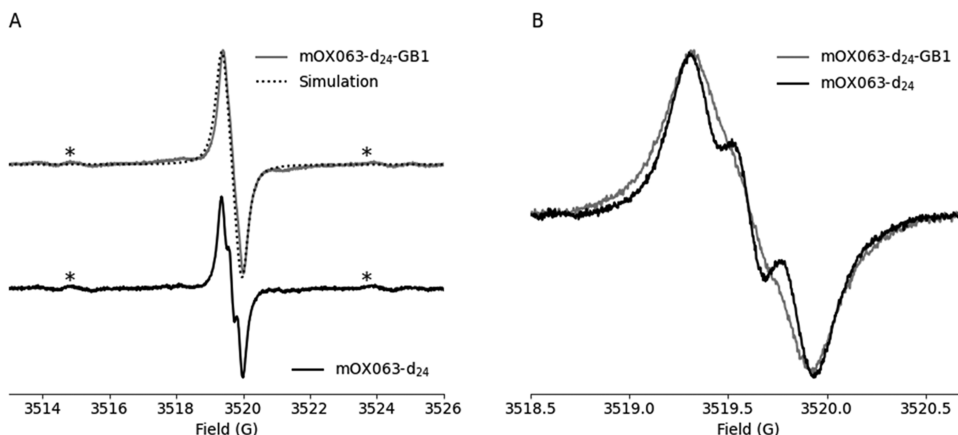 A
mOX063-d₂₄-GB1
Simulation
*
*
*
*
mOX063-d₂₄
3514 3516 3518 3520 3522 3524 3526
Field (G)
B
mOX063-d₂₄-GB1
mOX063-d₂₄
3518.5 3519.0 3519.5 3520.0 3520.5
Field (G)